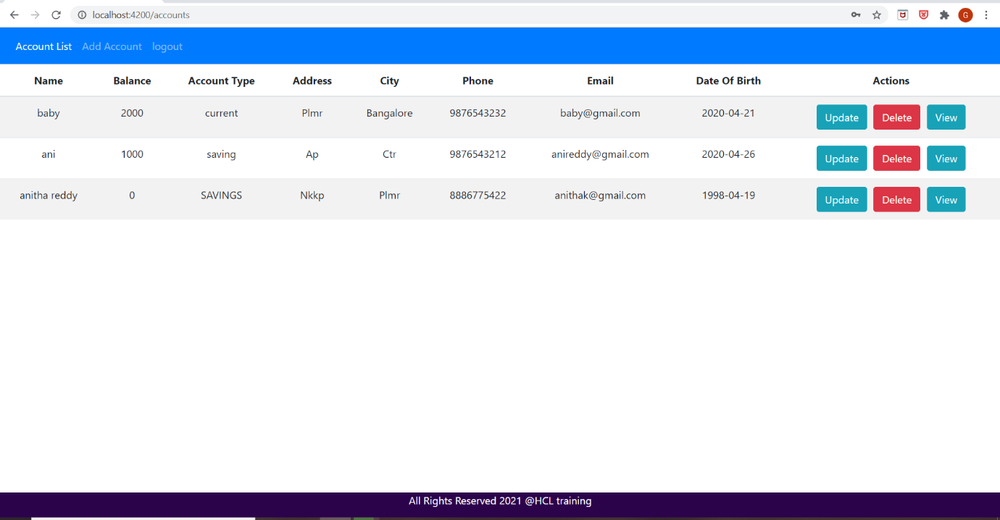 localhost:4200/accounts
G
Account List Add Account logout
Name Balance Account Type Address City Phone Email Date Of Birth Actions
baby 2000 current Plmr Bangalore 9876543232 baby@gmail.com 2020-04-21 Update Delete View
ani 1000 saving Ap Ctr 9876543212 anireddy@gmail.com 2020-04-26 Update Delete View
anitha reddy 0 SAVINGS Nkkp Plmr 8886775422 anithak@gmail.com 1998-04-19 Update Delete View
All Rights Reserved 2021 @HCL training